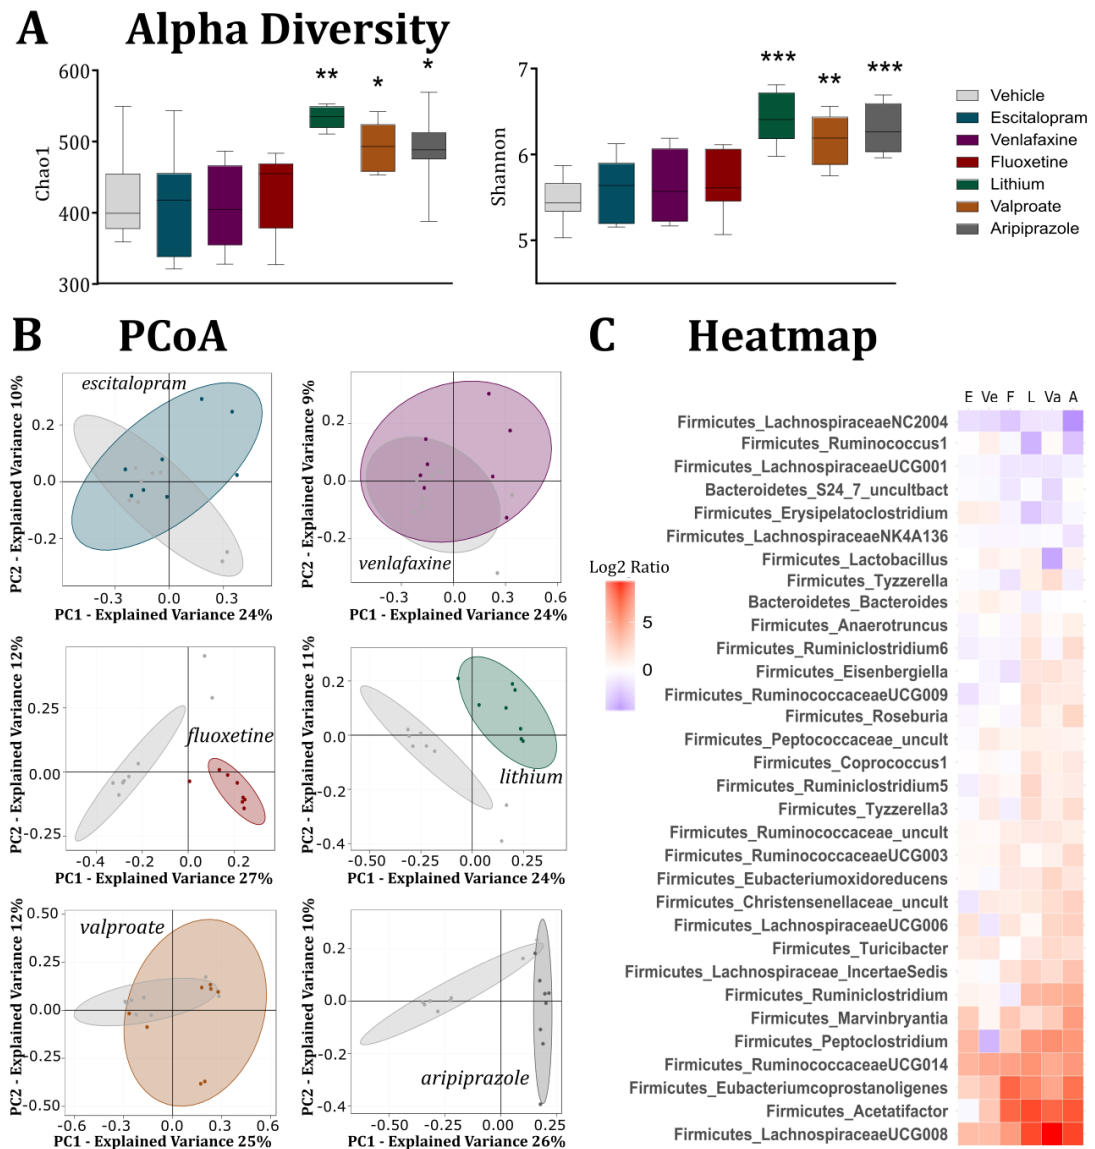 A Alpha Diversity
600
500
400
300
Chao1
**
*
*
7
6
5
Shannon
***
**
***
Vehicle
Escitalopram
Venlafaxine
Fluoxetine
Lithium
Valproate
Aripiprazole
B PCoA
escitalopram
PC2 - Explained Variance 10%
0.2
0.0
-0.2
-0.3
0.0
0.3
PC1 - Explained Variance 24%
venlafaxine
PC2 - Explained Variance 9%
0.2
0.0
-0.2
-0.3
0.0
0.3
-0.6
PC1 - Explained Variance 24%
fluoxetine
PC2 - Explained Variance 12%
0.25
0.00
-0.25
-0.4
-0.2
0.0
0.2
PC1 - Explained Variance 27%
lithium
PC2 - Explained Variance 11%
0.2
0.0
-0.2
-0.4
-0.50
-0.25
0.00
0.25
PC1 - Explained Variance 24%
valproate
PC2 - Explained Variance 12%
0.50
0.25
0.00
-0.25
-0.50
-0.6
-0.3
0.0
0.3
0.6
PC1 - Explained Variance 25%
aripiprazole
PC2 - Explained Variance 10%
0.2
0.0
-0.2
-0.4
-0.50
-0.25
0.00
0.25
PC1 - Explained Variance 26%
C Heatmap
E Ve F L Va A
Firmicutes_LachnospiraceaeNC2004
Firmicutes_Ruminococcus1
Firmicutes_LachnospiraceaeUCG001
Bacteroidetes_S24_7_uncultbact
Firmicutes_Erysipelatoclostridium
Firmicutes_LachnospiraceaeNK4A136
Firmicutes_Lactobacillus
Firmicutes_Tyzzerella
Bacteroidetes_Bacteroides
Firmicutes_Anaerotruncus
Firmicutes_Ruminiclostridium6
Firmicutes_Eisenbergiella
Firmicutes_RuminococcaceaeUCG009
Firmicutes_Roseburia
Firmicutes_Peptococcaceae_uncult
Firmicutes_Coprococcus1
Firmicutes_Ruminiclostridium5
Firmicutes_Tyzzerella3
Firmicutes_Ruminococcaceae_uncult
Firmicutes_RuminococcaceaeUCG003
Firmicutes_Eubacteriumoxidoreducens
Firmicutes_Christensenellaceae_uncult
Firmicutes_LachnospiraceaeUCG006
Firmicutes_Turicibacter
Firmicutes_Lachnospiraceae_IncertaeSedis
Firmicutes_Ruminiclostridium
Firmicutes_Marvinbryantia
Firmicutes_Peptoclostridium
Firmicutes_RuminococcaceaeUCG014
Firmicutes_Eubacteriumcoprostanoligenes
Firmicutes_Acetatifactor
Firmicutes_LachnospiraceaeUCG008
Log2 Ratio
5
0